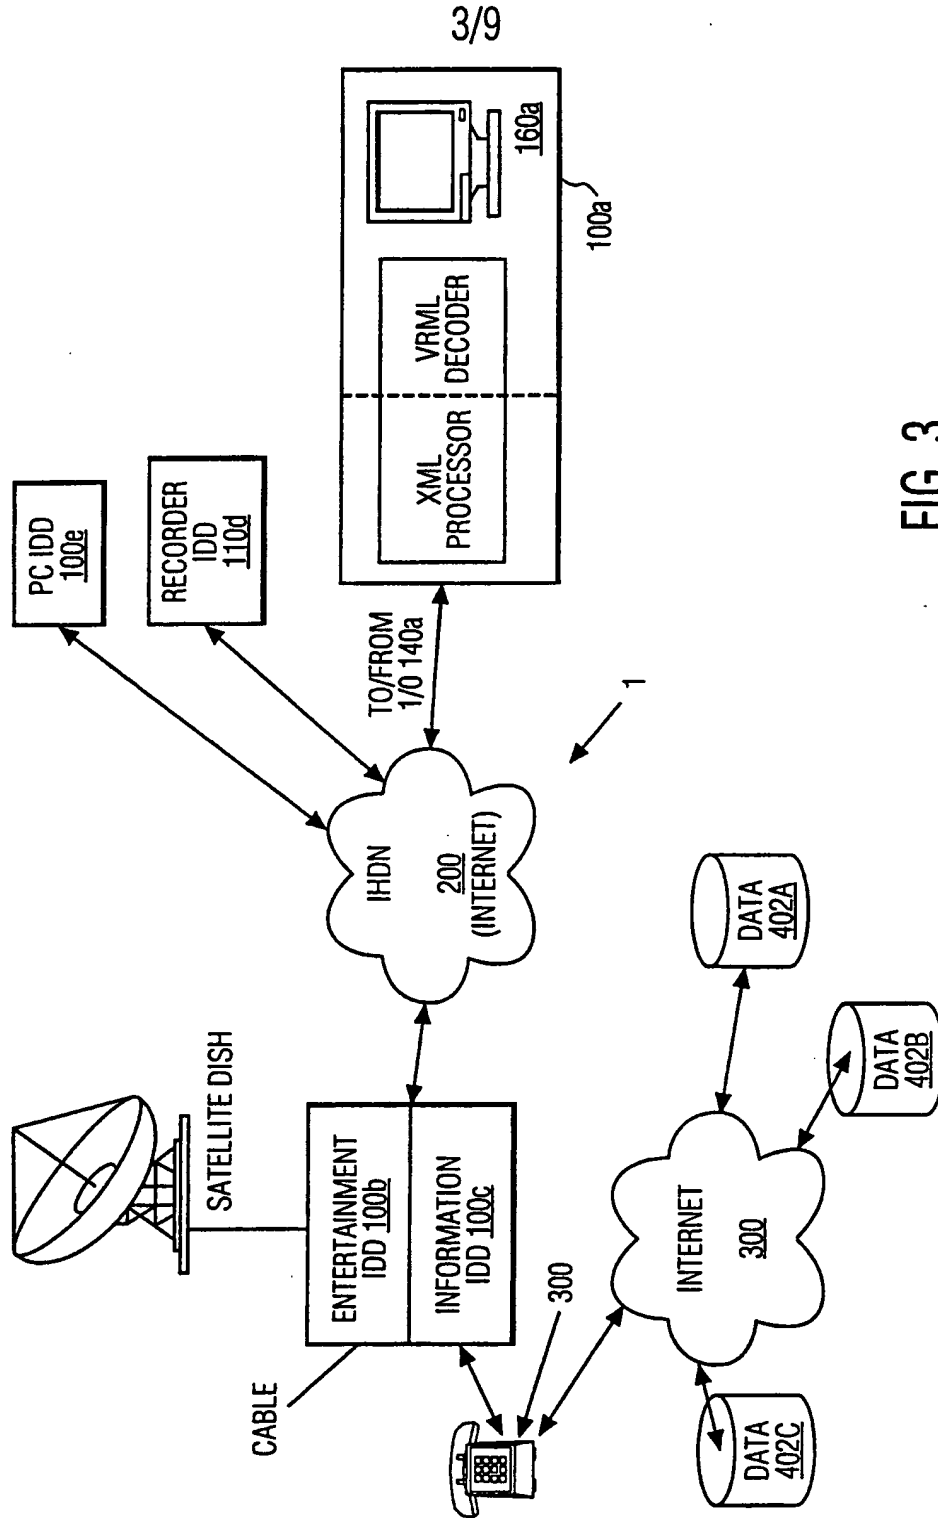 3/9
PC IDD
100e
RECORDER
IDD
110d
TO/FROM
1/0 140a
XML
PROCESSOR
VRML
DECODER
160a
100a
IHDN
200
(INTERNET)
1
SATELLITE DISH
CABLE
ENTERTAINMENT
IDD 100b
INFORMATION
IDD 100c
300
INTERNET
300
DATA
402A
DATA
402B
DATA
402C
FIG. 3